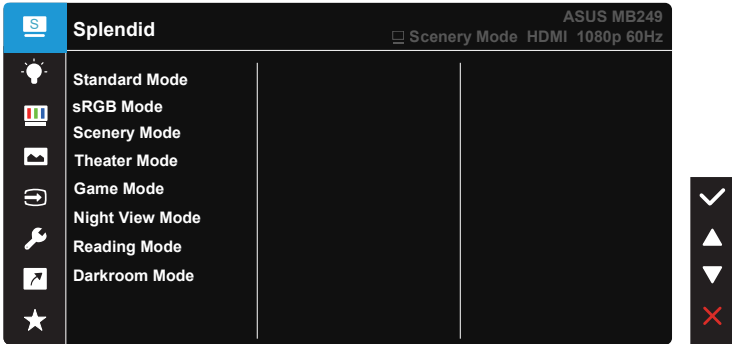 S
Splendid
ASUS MB249
Scenery Mode HDMI 1080p 60Hz
Standard Mode
sRGB Mode
Scenery Mode
Theater Mode
Game Mode
Night View Mode
Reading Mode
Darkroom Mode